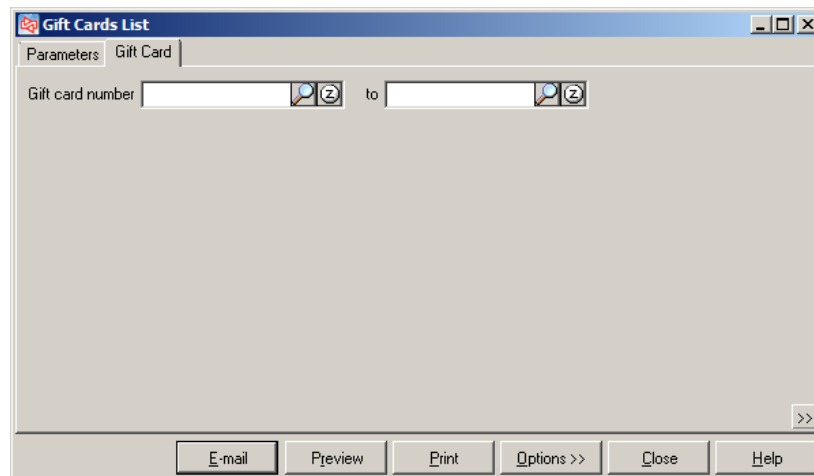 Gift Cards List
Parameters Gift Card
Gift card number to
>>
E-mail Preview Print Options >> Close Help